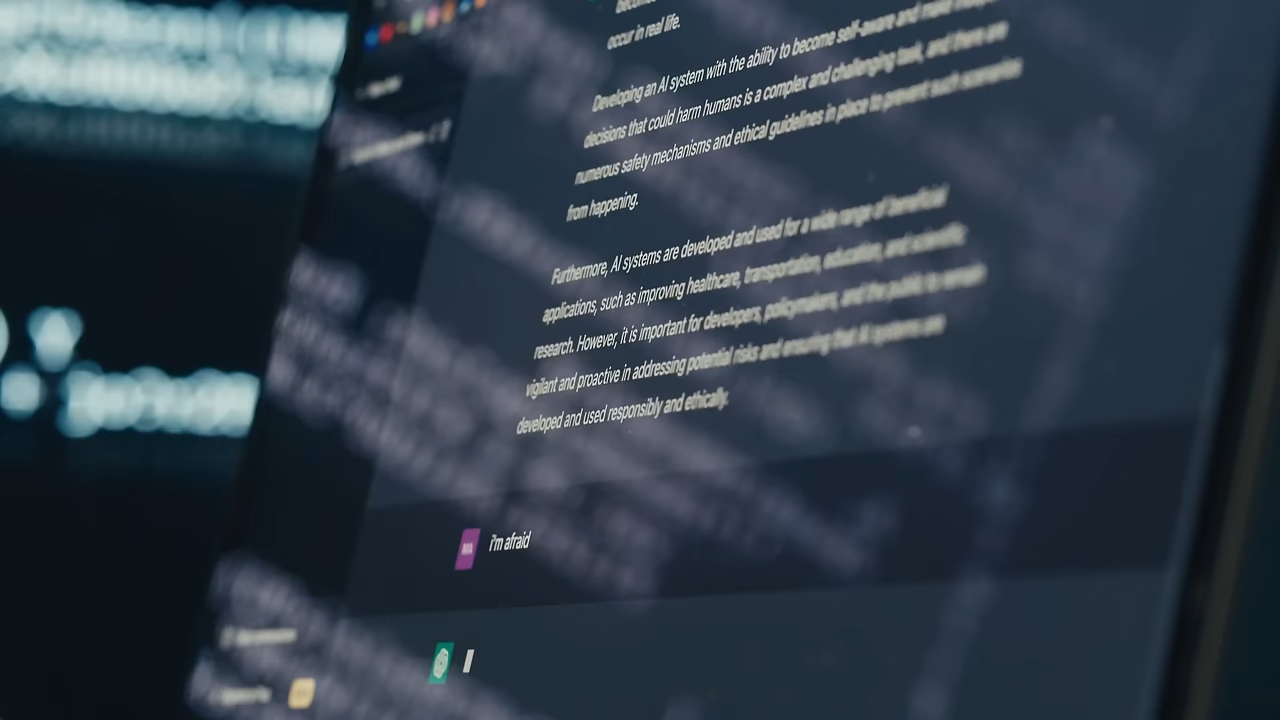 occur in real life.
Developing an AI system with the ability to become self-aware and make
decisions that could harm humans is a complex and challenging task, and there are
numerous safety mechanisms and ethical guidelines in place to prevent such scenarios
from happening.
Furthermore, AI systems are developed and used for a wide range of beneficial
applications, such as improving healthcare, transportation, education, and scientific
research. However, it is important for developers, policymakers, and the public to remain
vigilant and proactive in addressing potential risks and ensuring that AI systems are
developed and used responsibly and ethically.
i'm afraid